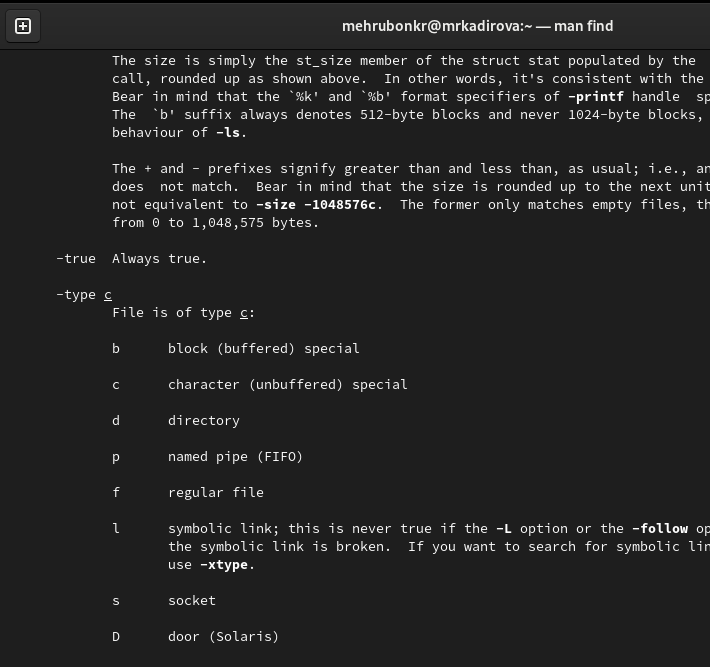 mehrubonkr@mrkadirova:~ — man find
The size is simply the st_size member of the struct stat populated by the
call, rounded up as shown above.  In other words, it's consistent with the
Bear in mind that the `%k' and `%b' format specifiers of -printf handle  sp
The  `b' suffix always denotes 512-byte blocks and never 1024-byte blocks,
behaviour of -ls.
The + and - prefixes signify greater than and less than, as usual; i.e., an
does  not match.  Bear in mind that the size is rounded up to the next unit
not equivalent to -size -1048576c.  The former only matches empty files, th
from 0 to 1,048,575 bytes.
-true  Always true.
-type c
File is of type c:
b      block (buffered) special
c      character (unbuffered) special
d      directory
p      named pipe (FIFO)
f      regular file
l      symbolic link; this is never true if the -L option or the -follow op
the symbolic link is broken.  If you want to search for symbolic lin
use -xtype.
s      socket
D      door (Solaris)